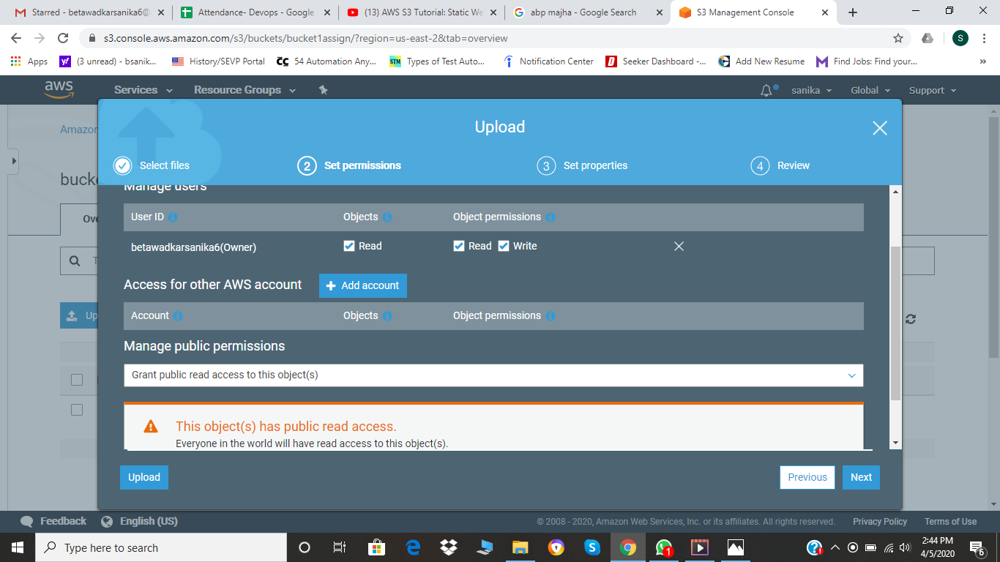 Starred - betawadkarsanika6@
Attendance- Devops - Google
(13) AWS S3 Tutorial: Static We
abp majha - Google Search
S3 Management Console
s3.console.aws.amazon.com/s3/buckets/bucket1assign/?region=us-east-2&tab=overview
S
Apps
(3 unread) - bsanik...
History/SEVP Portal
54 Automation Any...
STM
Types of Test Auto...
Notification Center
Seeker Dashboard -...
Add New Resume
Find Jobs: Find your...
»
aws
Services
Resource Groups
sanika
Global
Support
Amazon
Upload
Select files
2 Set permissions
3 Set properties
4 Review
bucke
Manage users
User ID
Objects
Object permissions
Ove
betawadkarsanika6(Owner)
Read
Read
Write
T
Access for other AWS account
+ Add account
Up
Account
Objects
Object permissions
Manage public permissions
Grant public read access to this object(s)
This object(s) has public read access.
Everyone in the world will have read access to this object(s).
Upload
Previous
Next
Feedback
English (US)
© 2008 - 2020, Amazon Web Services, Inc. or its affiliates. All rights reserved.
Privacy Policy
Terms of Use
Type here to search
1
2:44 PM
4/5/2020
6